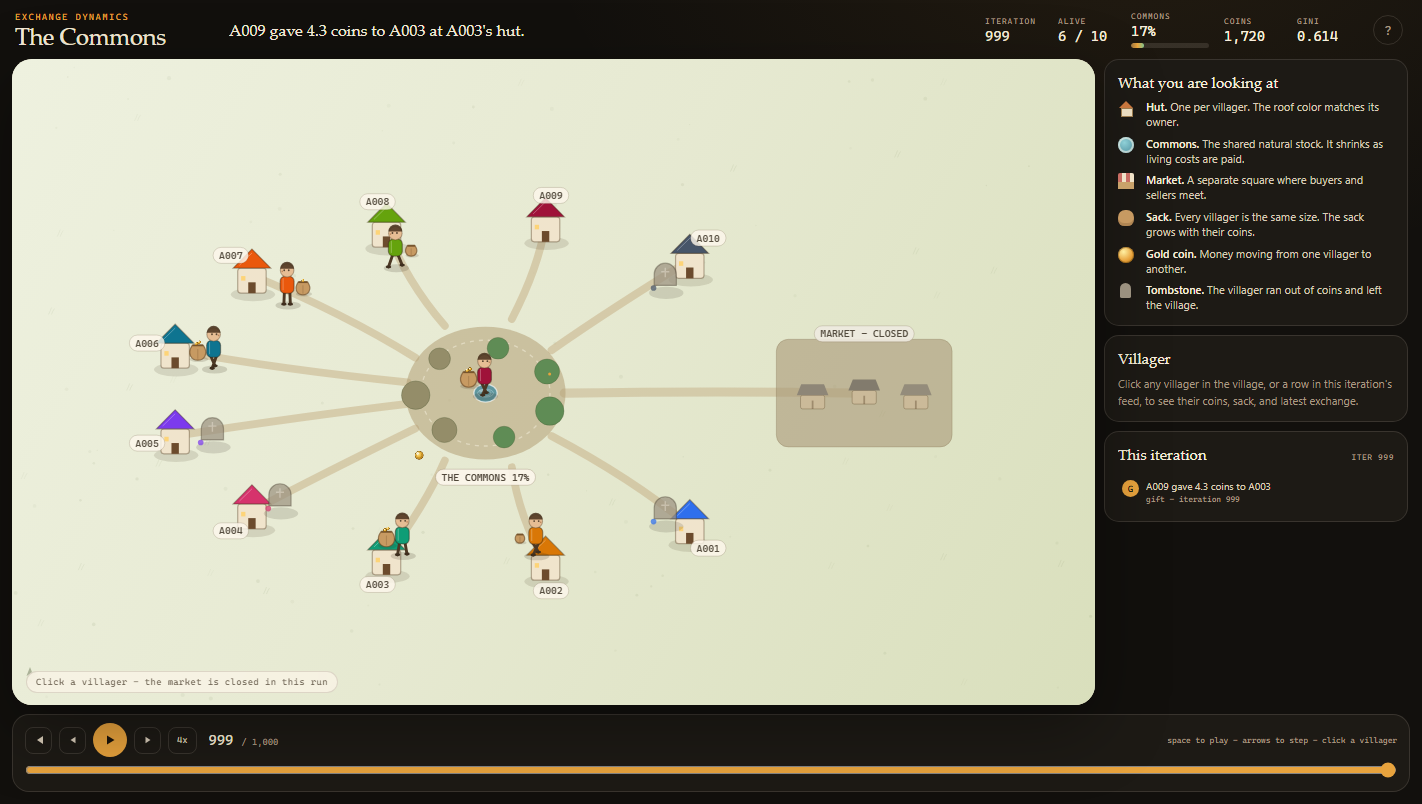 EXCHANGE DYNAMICS
The Commons
A009 gave 4.3 coins to A003 at A003's hut.
ITERATION
999
ALIVE
6 / 10
COMMONS
17%
COINS
1,720
GINI
0.614
?
A008
A009
A007
A010
A006
MARKET – CLOSED
A005
THE COMMONS 17%
A004
A001
A003
A002
Click a villager – the market is closed in this run
What you are looking at
Hut. One per villager. The roof color matches its
owner.
Commons. The shared natural stock. It shrinks as
living costs are paid.
Market. A separate square where buyers and
sellers meet.
Sack. Every villager is the same size. The sack
grows with their coins.
Gold coin. Money moving from one villager to
another.
Tombstone. The villager ran out of coins and left
the village.
Villager
Click any villager in the village, or a row in this iteration's
feed, to see their coins, sack, and latest exchange.
This iteration
ITER 999
G
A009 gave 4.3 coins to A003
gift – iteration 999
4x
999 / 1,000
space to play – arrows to step – click a villager